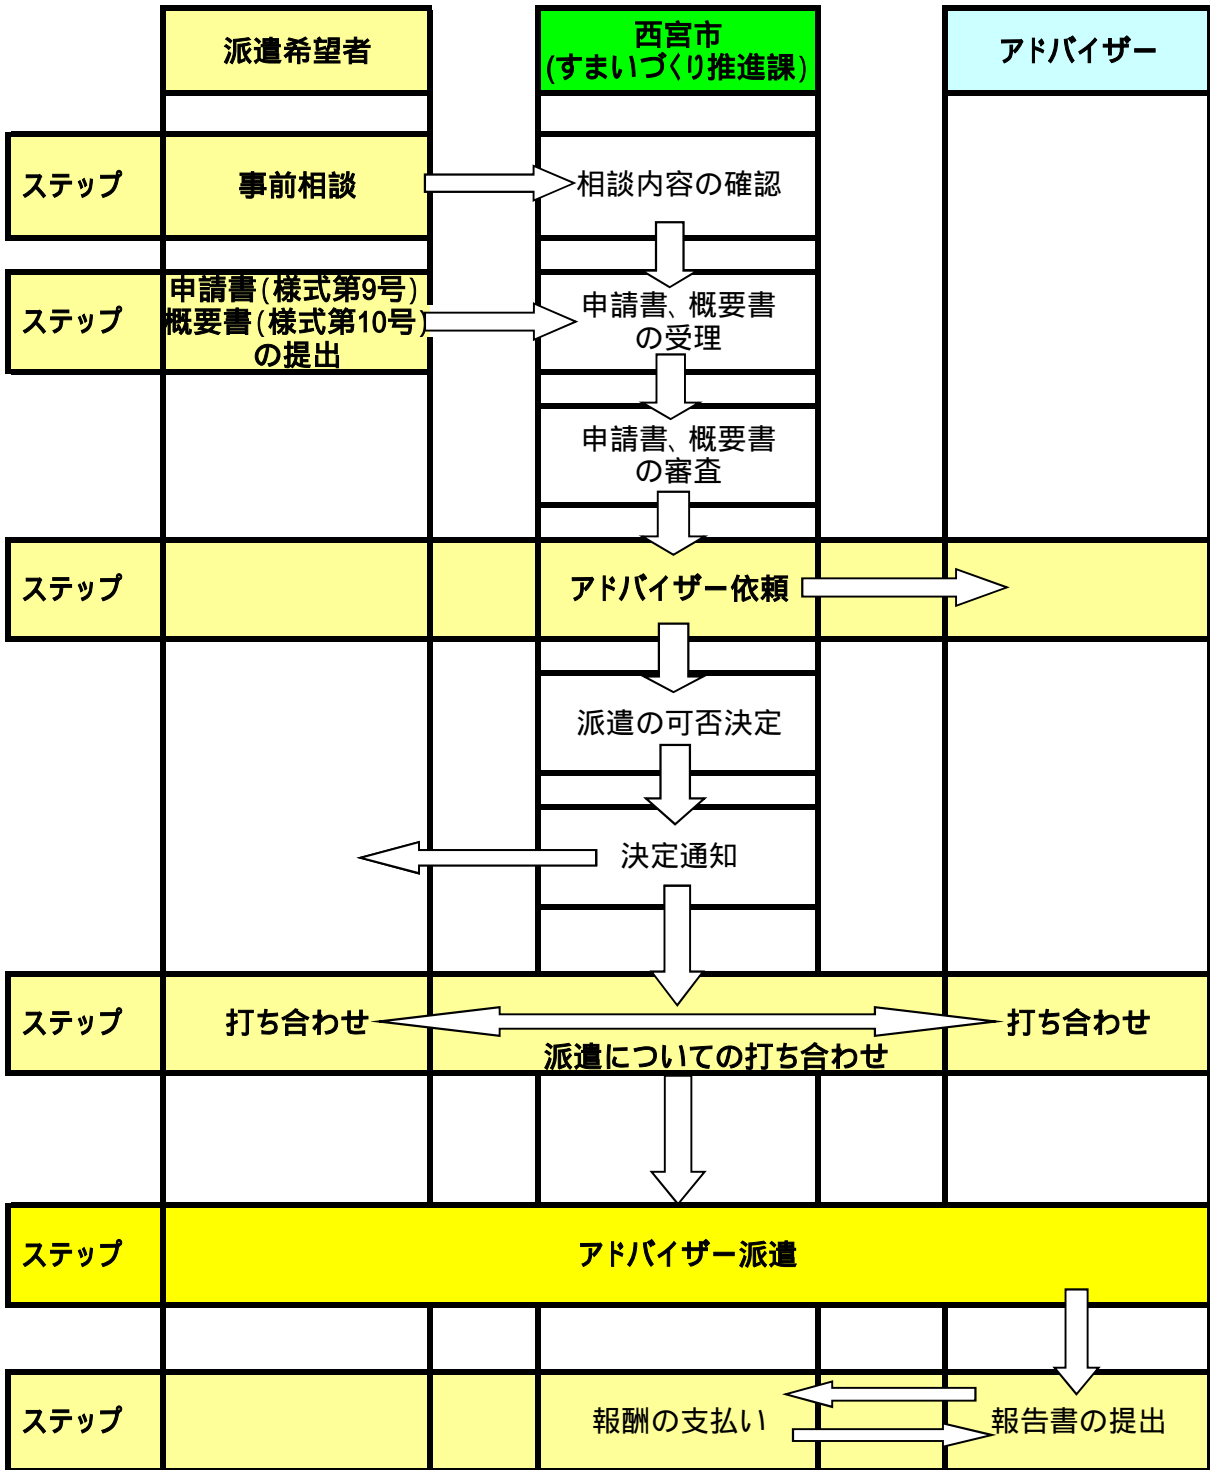 派遣希望者
西宮市
(すまいづくり推進課)
アドバイザー
ステップ
事前相談
相談内容の確認
ステップ
申請書(様式第9号)
概要書(様式第10号)
の提出
申請書、概要書
の受理
申請書、概要書
の審査
ステップ
アドバイザー依頼
派遣の可否決定
決定通知
ステップ
打ち合わせ
打ち合わせ
派遣についての打ち合わせ
ステップ
アドバイザー派遣
ステップ
報酬の支払い
報告書の提出